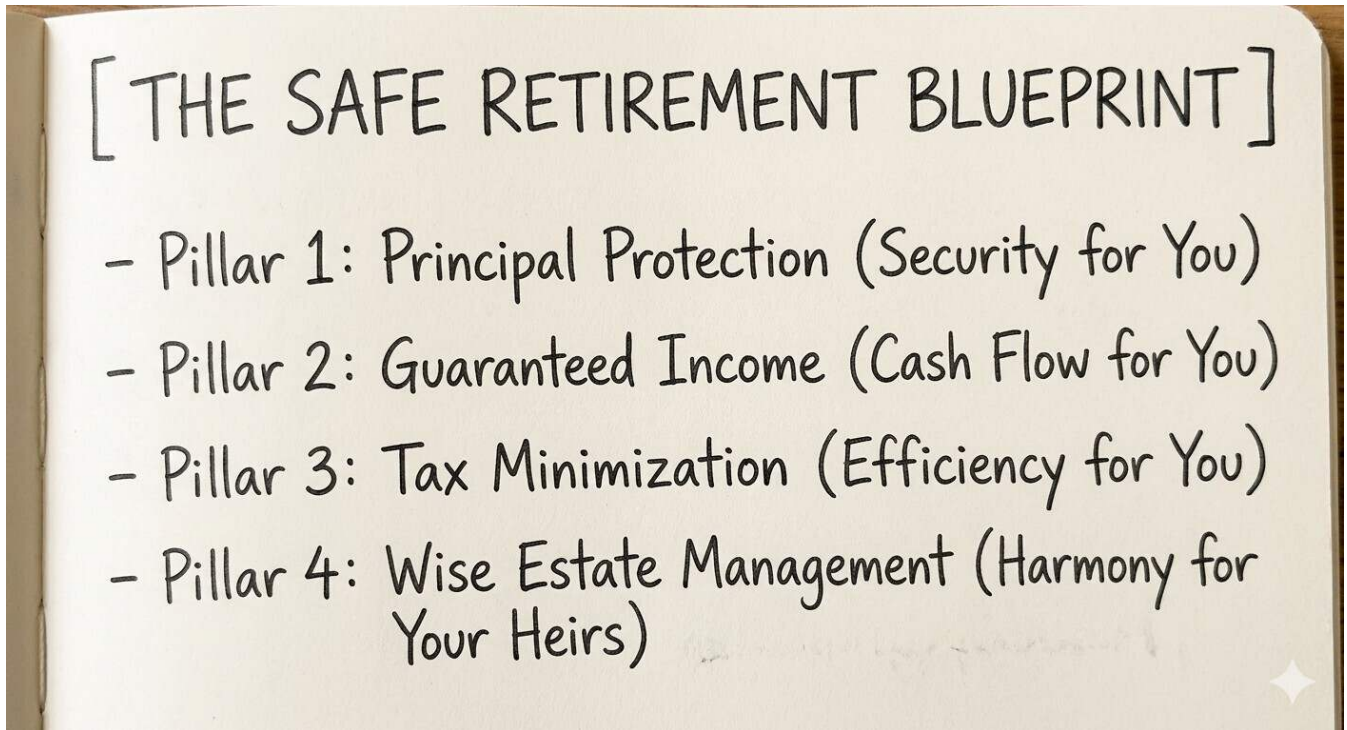 [THE SAFE RETIREMENT BLUEPRINT]
- Pillar 1: Principal Protection (Security for You)
- Pillar 2: Guaranteed Income (Cash Flow for You)
- Pillar 3: Tax Minimization (Efficiency for You)
- Pillar 4: Wise Estate Management (Harmony for
Your Heirs)